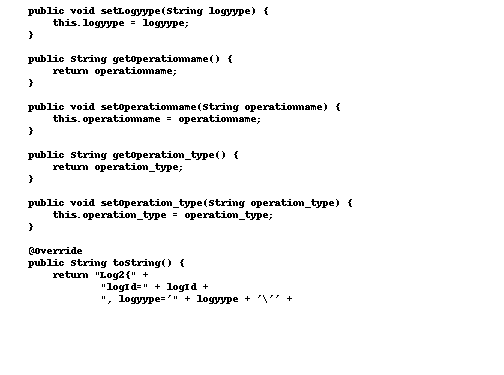 public void setLogyype(String logyype) {
this.logyype = logyype;
}
public String getOperationname() {
return operationname;
}
public void setOperationname(String operationname) {
this.operationname = operationname;
}
public String getOperation_type() {
return operation_type;
}
public void setOperation_type(String operation_type) {
this.operation_type = operation_type;
}
@Override
public String toString() {
return "Log2{" +
"logId=" + logId +
", logyype='" + logyype + '\'' +